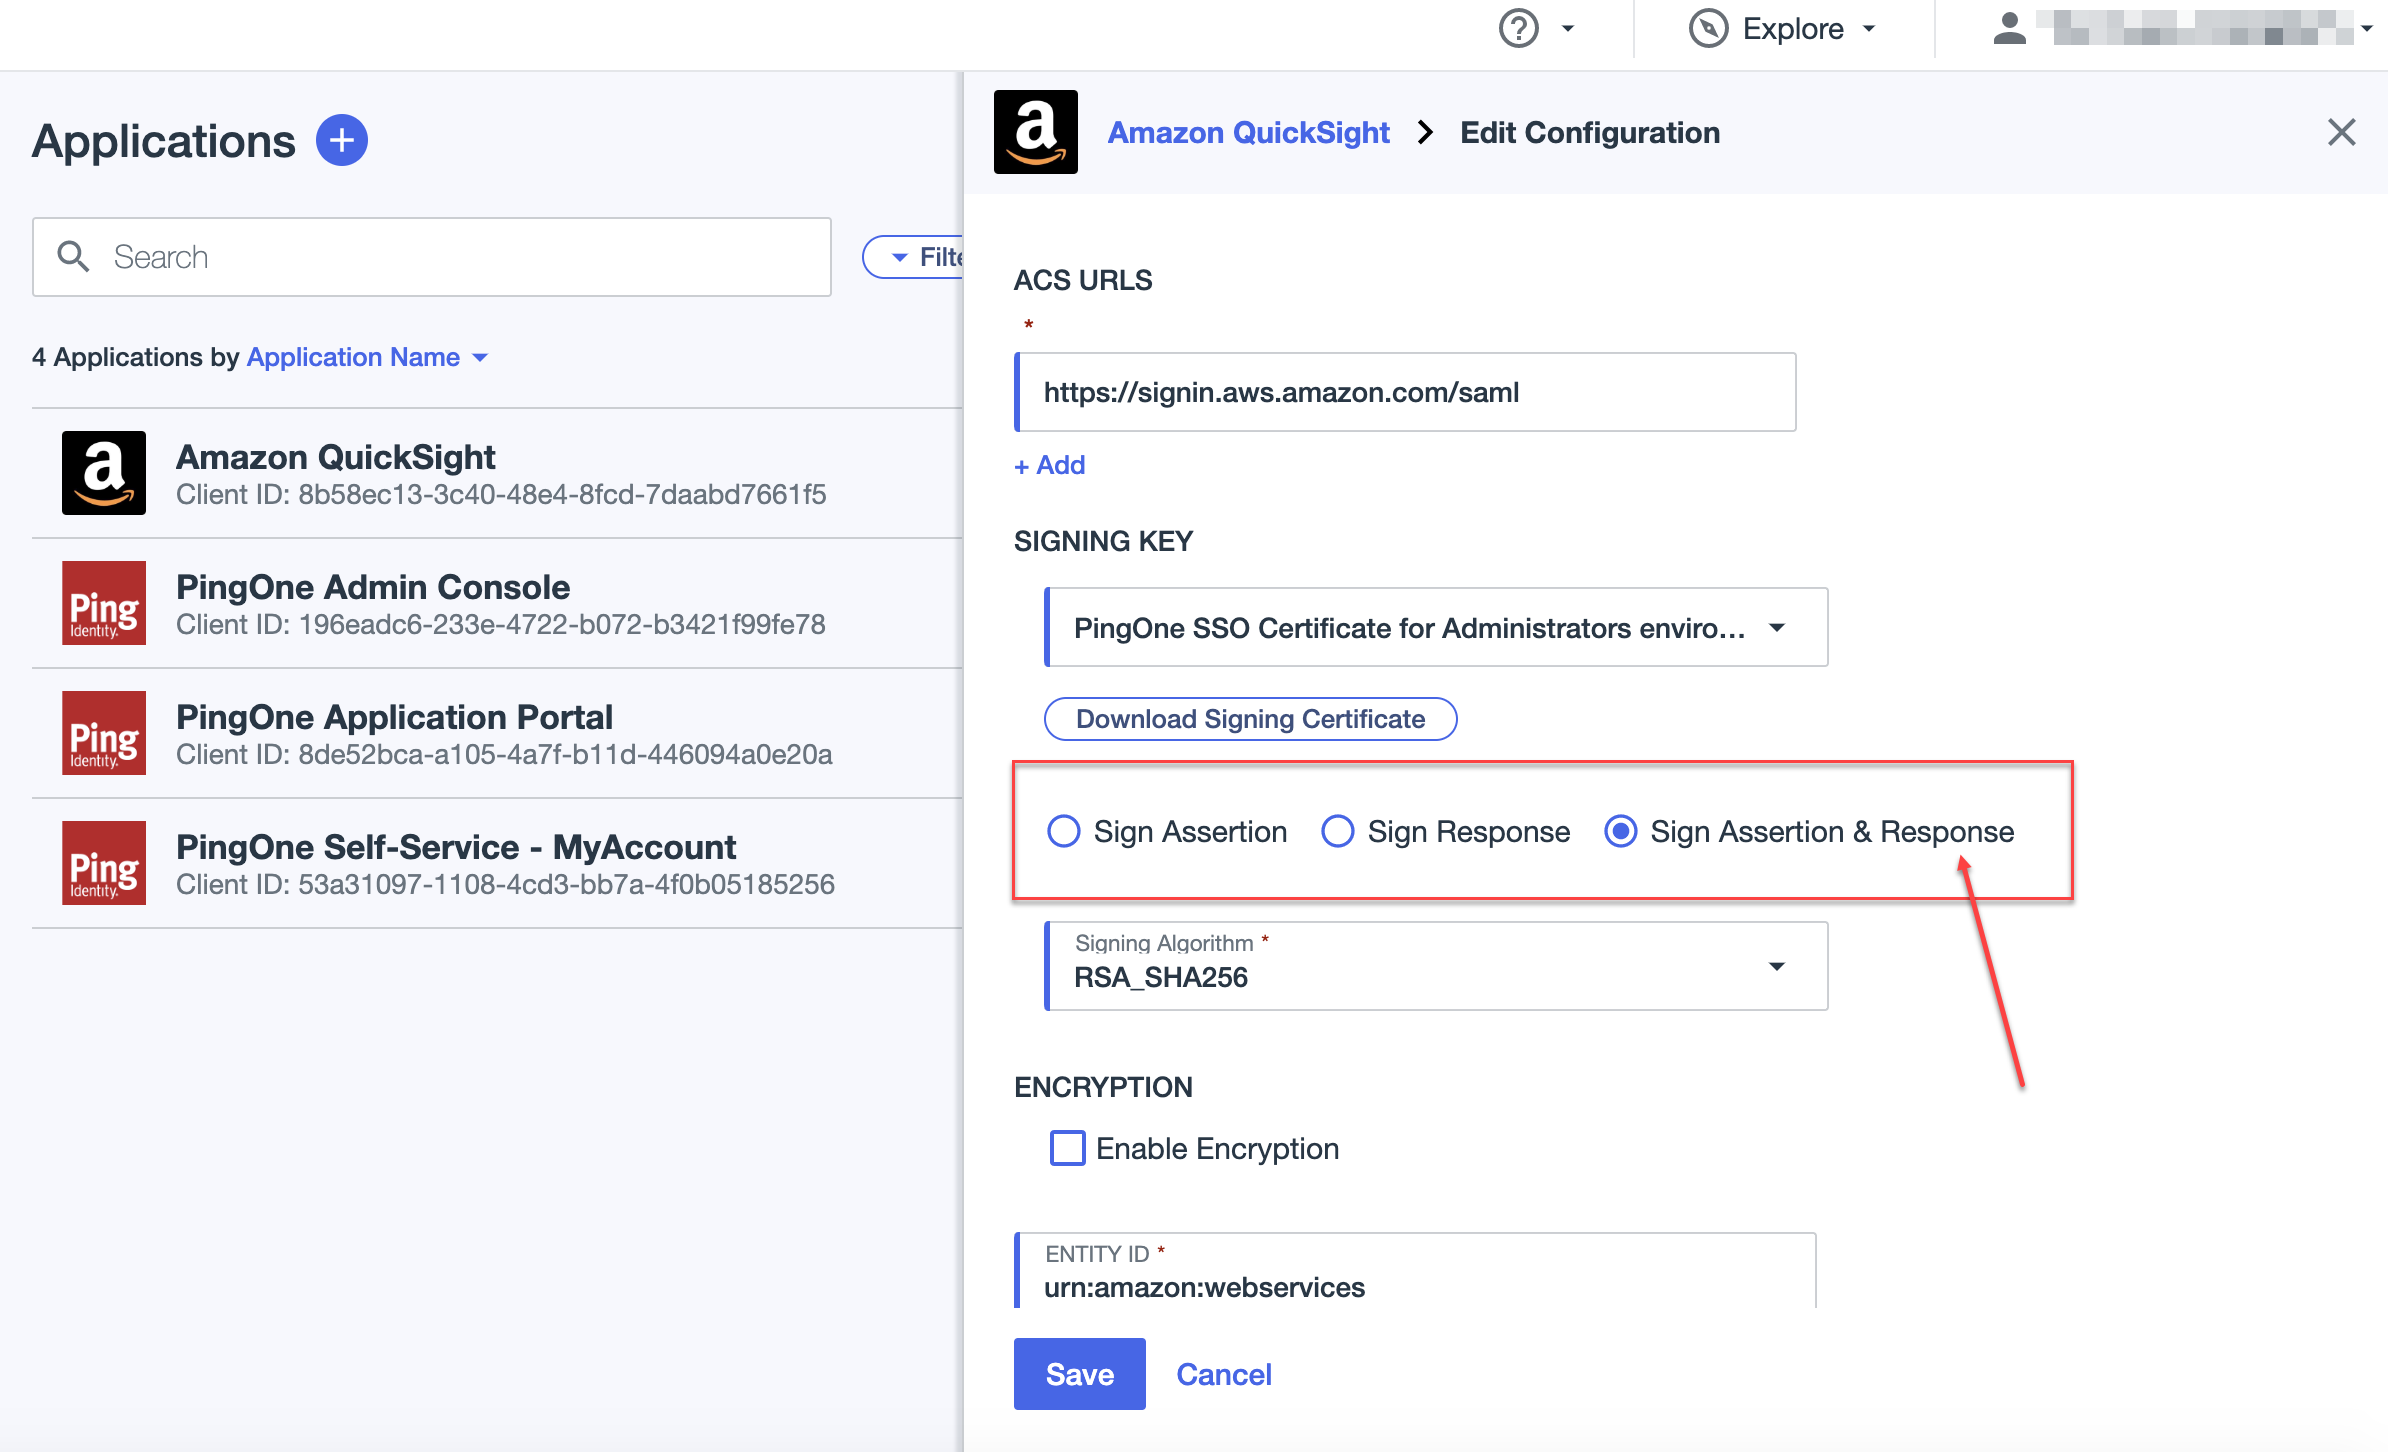 Explore
Applications
Search
Filte
4 Applications by Application Name
Amazon QuickSight
Client ID: 8b58ec13-3c40-48e4-8fcd-7daabd7661f5
Ping Identity.
PingOne Admin Console
Client ID: 196eadc6-233e-4722-b072-b3421f99fe78
Ping Identity.
PingOne Application Portal
Client ID: 8de52bca-a105-4a7f-b11d-446094a0e20a
Ping Identity.
PingOne Self-Service - MyAccount
Client ID: 53a31097-1108-4cd3-bb7a-4f0b05185256
Amazon QuickSight > Edit Configuration
ACS URLS
*
https://signin.aws.amazon.com/saml
+ Add
SIGNING KEY
PingOne SSO Certificate for Administrators enviro...
Download Signing Certificate
Sign Assertion Sign Response Sign Assertion & Response
Signing Algorithm *
RSA_SHA256
ENCRYPTION
Enable Encryption
ENTITY ID *
urn:amazon:webservices
Save Cancel